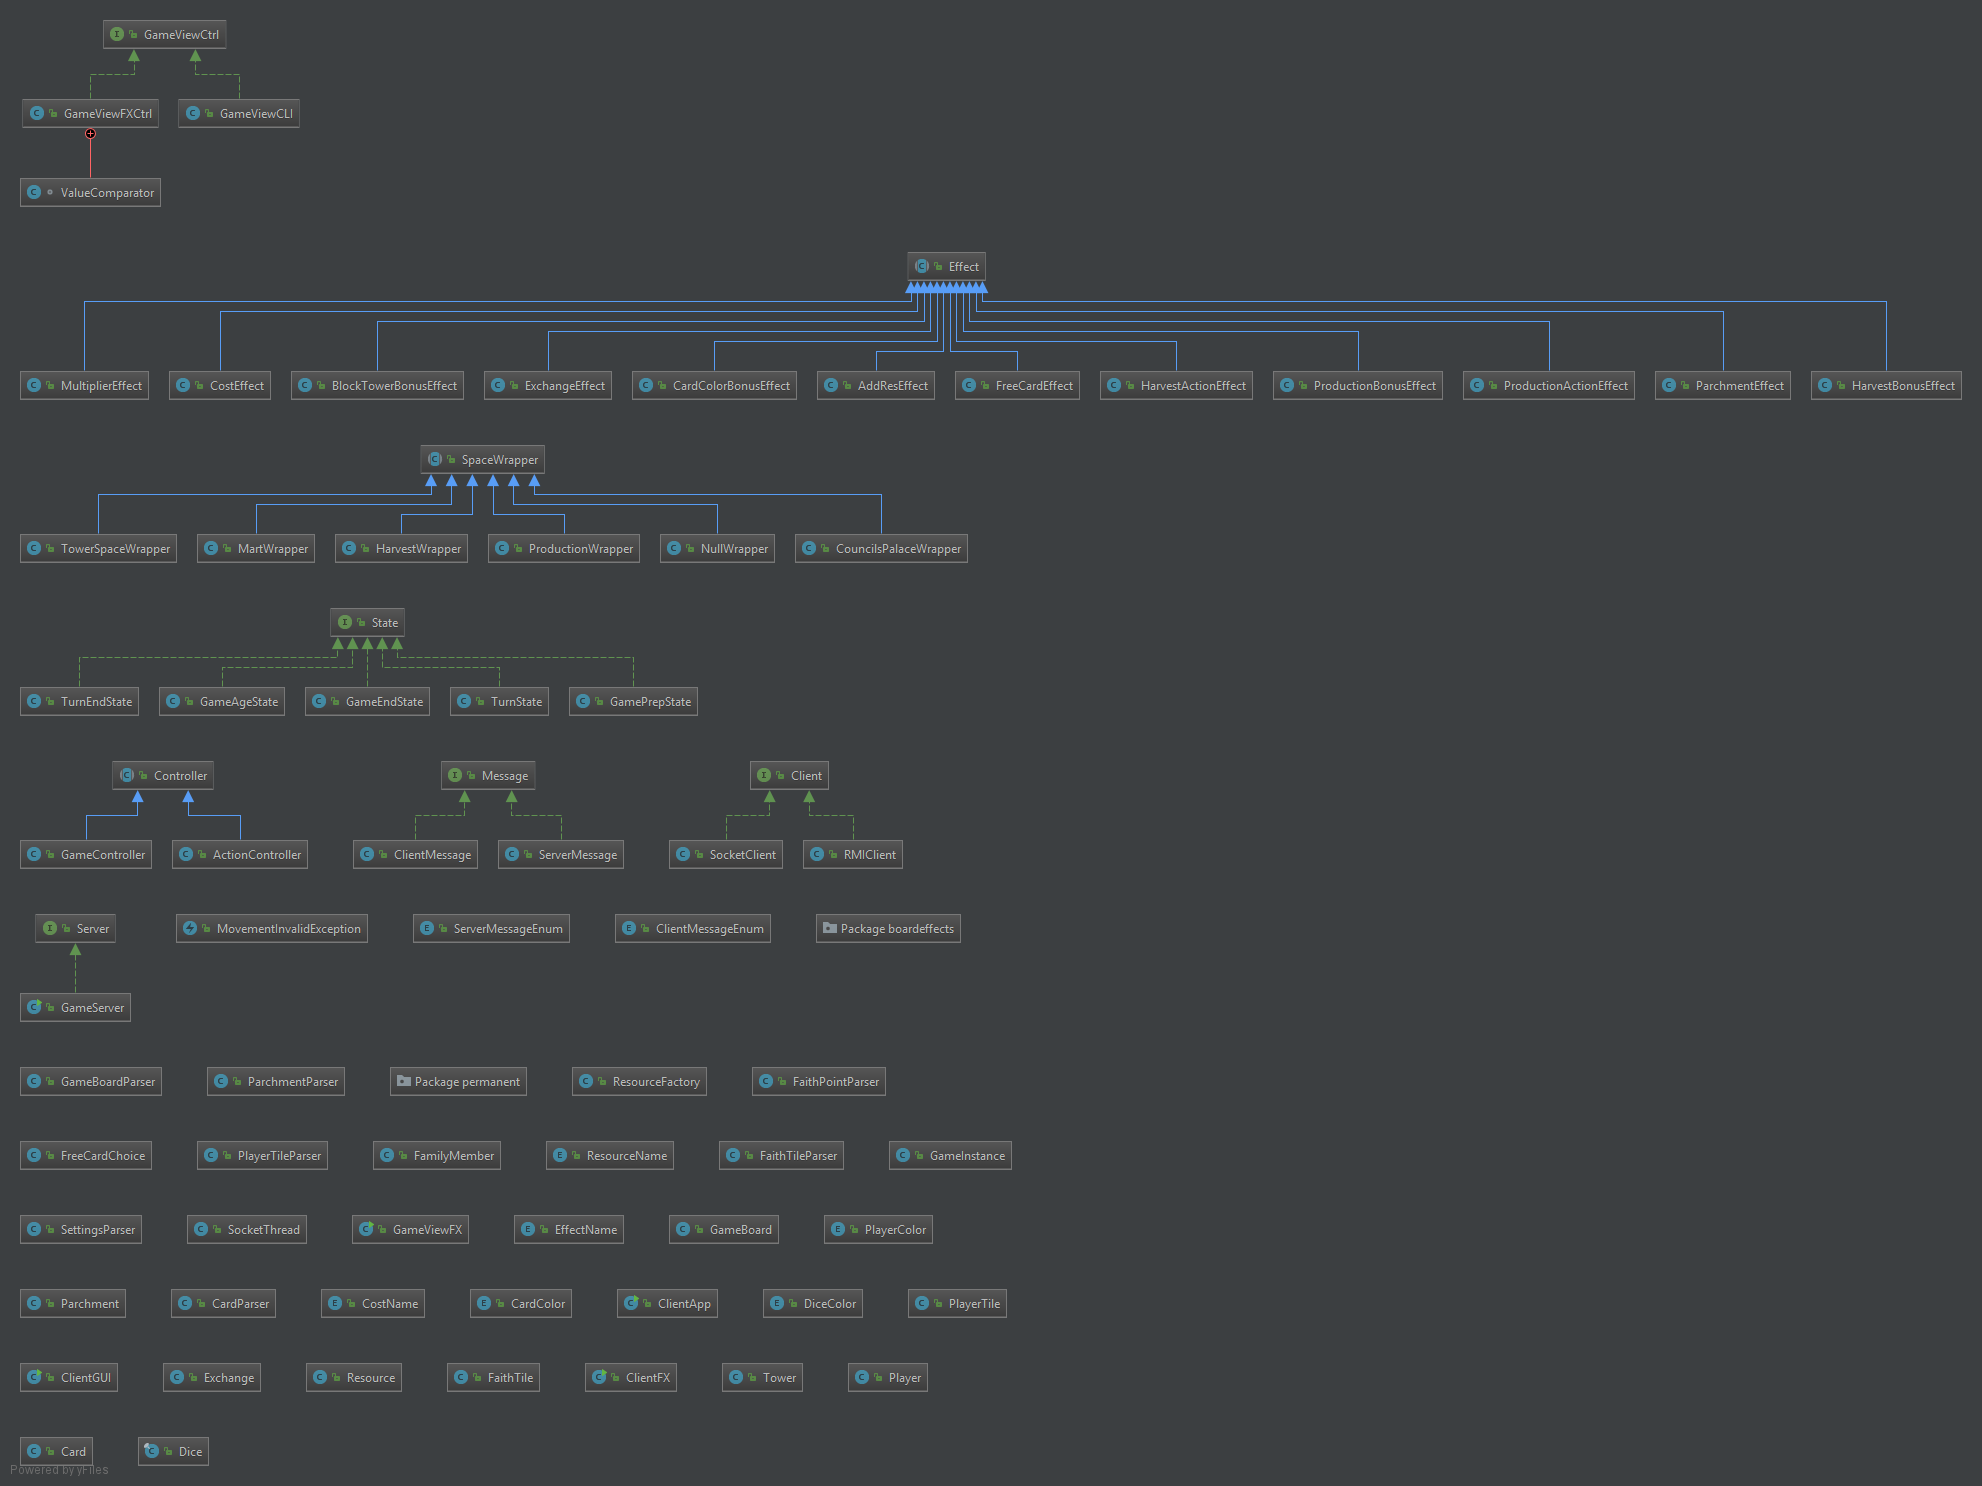 GameViewCtrl
GameViewFXCtrl
GameViewCLI
ValueComparator
Effect
MultiplierEffect
CostEffect
BlockTowerBonusEffect
ExchangeEffect
CardColorBonusEffect
AddResEffect
FreeCardEffect
HarvestActionEffect
ProductionBonusEffect
ProductionActionEffect
ParchmentEffect
HarvestBonusEffect
SpaceWrapper
TowerSpaceWrapper
MartWrapper
HarvestWrapper
ProductionWrapper
NullWrapper
CouncilsPalaceWrapper
State
TurnEndState
GameAgeState
GameEndState
TurnState
GamePrepState
Controller
Message
Client
GameController
ActionController
ClientMessage
ServerMessage
SocketClient
RMIClient
Server
MovementInvalidException
ServerMessageEnum
ClientMessageEnum
Package boardeffects
GameServer
GameBoardParser
ParchmentParser
Package permanent
ResourceFactory
FaithPointParser
FreeCardChoice
PlayerTileParser
FamilyMember
ResourceName
FaithTileParser
GameInstance
SettingsParser
SocketThread
GameViewFX
EffectName
GameBoard
PlayerColor
Parchment
CardParser
CostName
CardColor
ClientApp
DiceColor
PlayerTile
ClientGUI
Exchange
Resource
FaithTile
ClientFX
Tower
Player
Card
Dice
Powered by yFiles